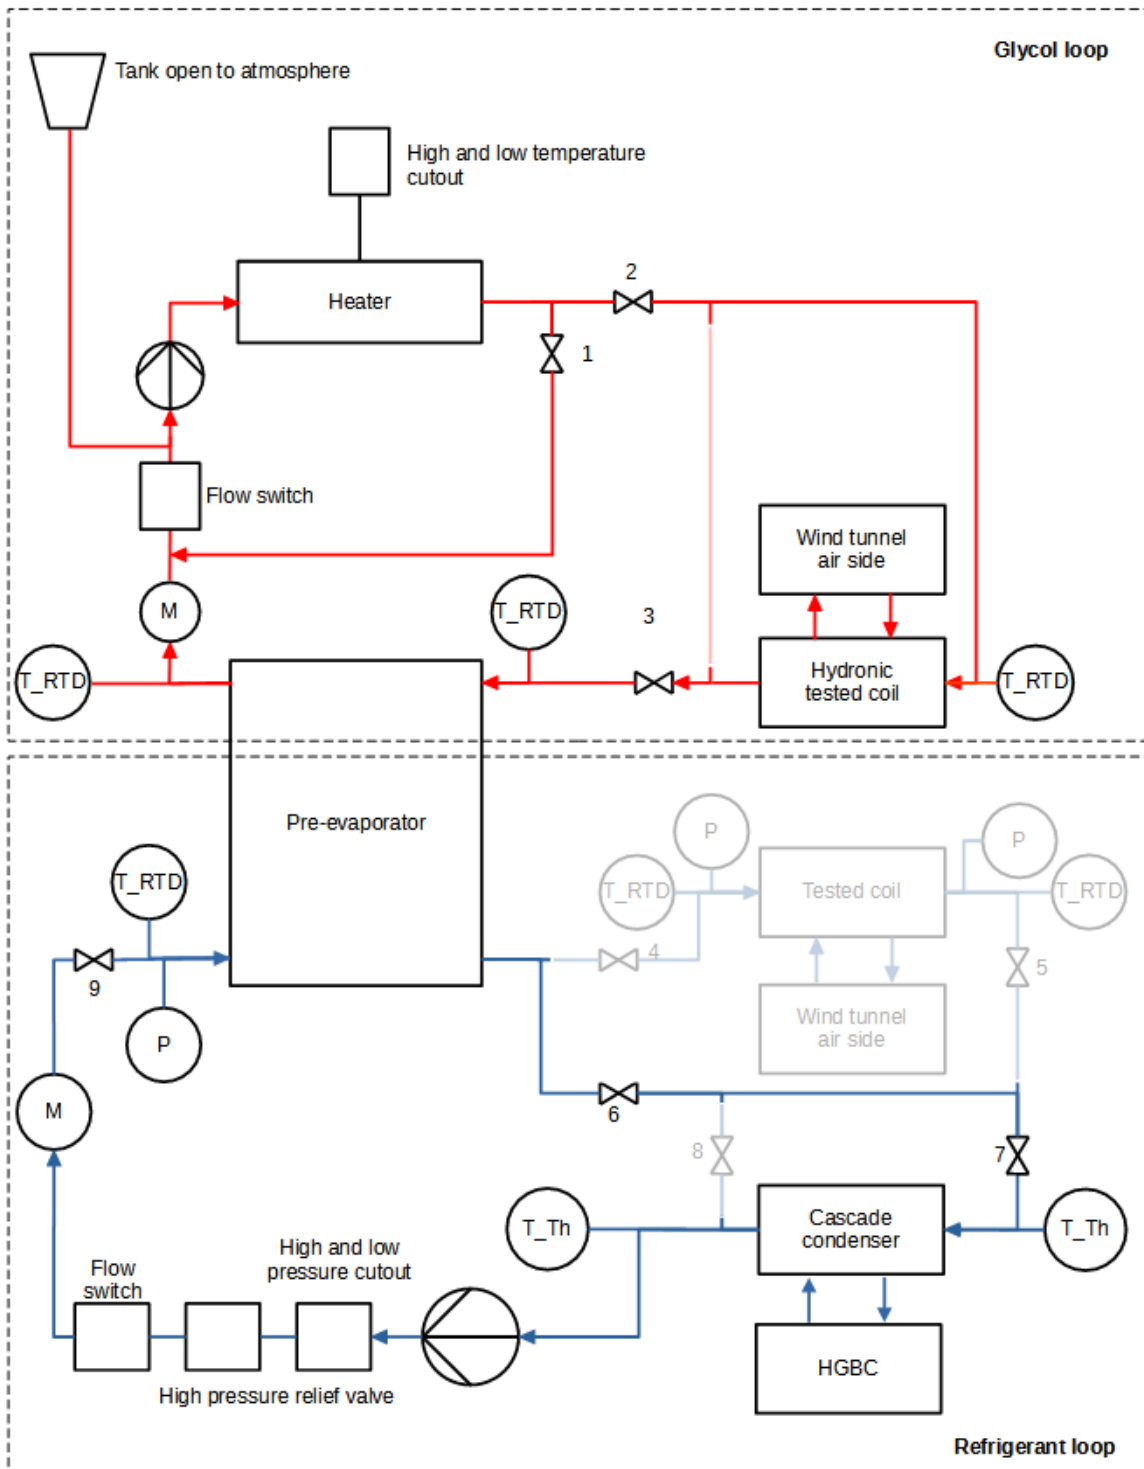 Glycol loop
Tank open to atmosphere
High and low temperature
cutout
Heater
2
1
Flow switch
Wind tunnel
air side
M
T_RTD
3
T_RTD
Hydronic
tested coil
T_RTD
Pre-evaporator
P
P
T_RTD
T_RTD
Tested coil
T_RTD
4
5
9
Wind tunnel
air side
P
M
6
8
7
T_Th
Cascade
condenser
T_Th
High and low
pressure cutout
Flow
switch
HGBC
High pressure relief valve
Refrigerant loop